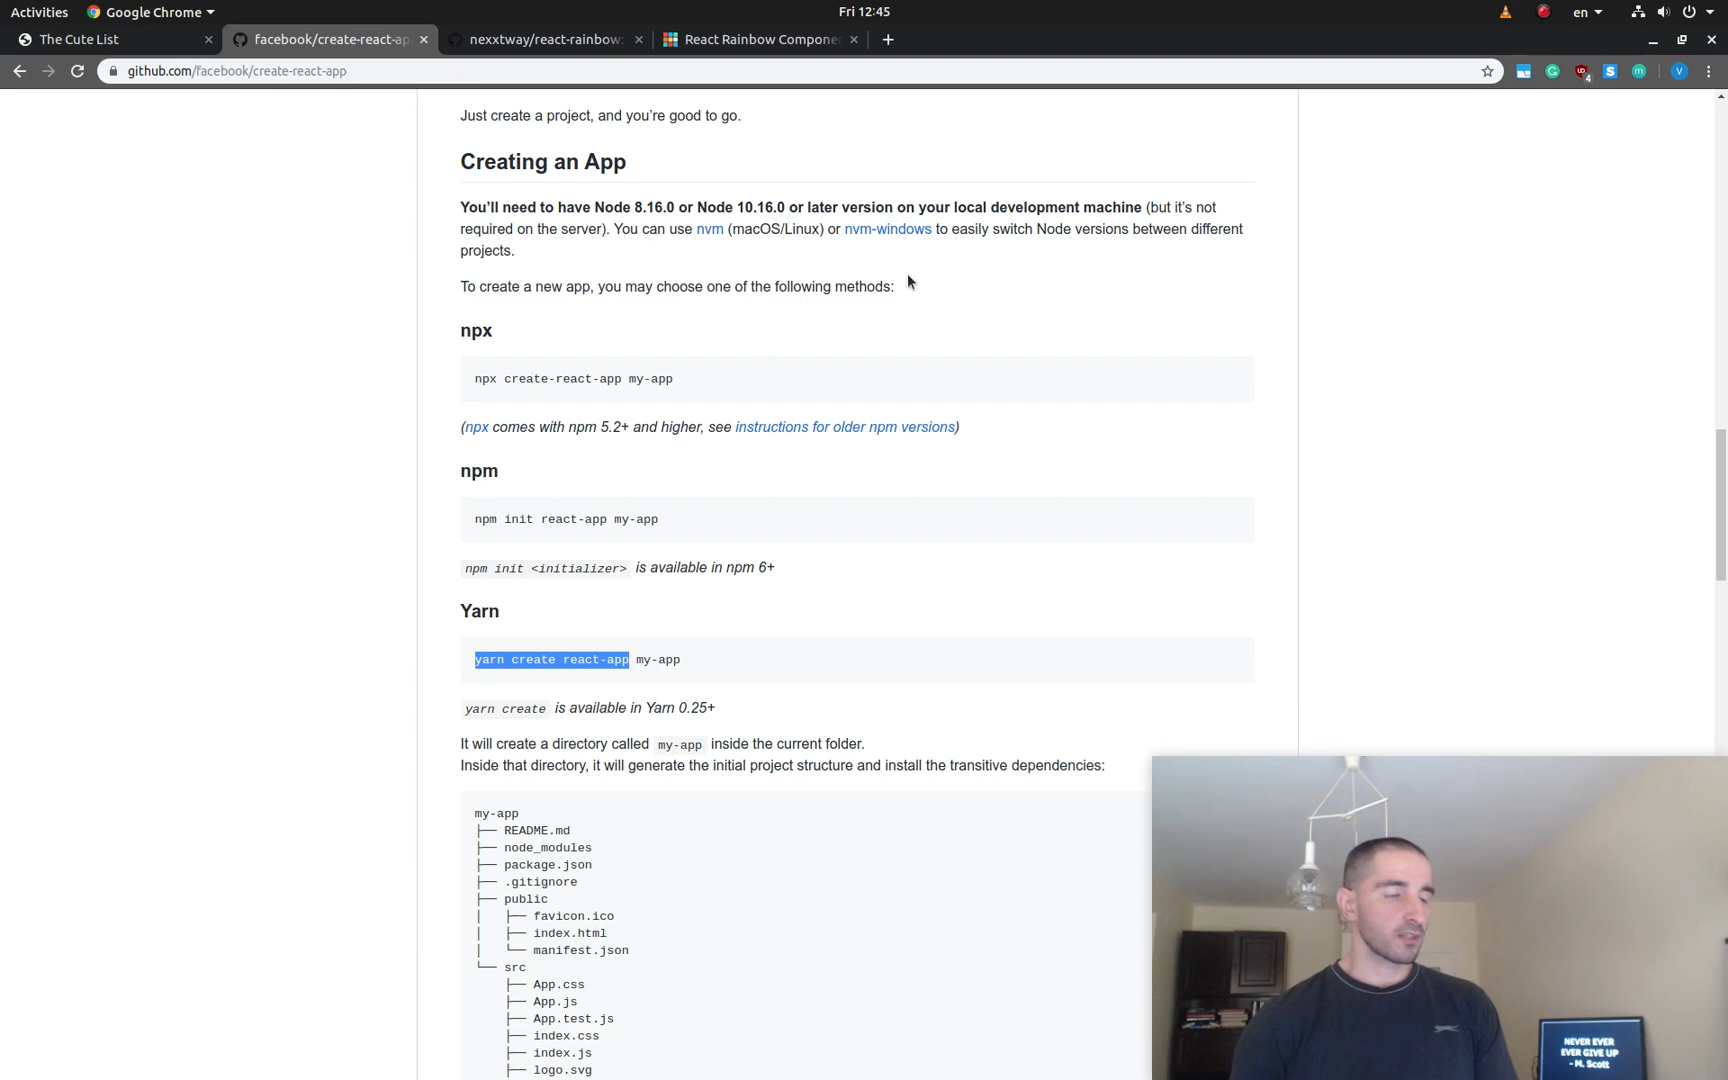 Activities Google Chrome Fri 12:45 en
The Cute List facebook/create-react-ap nexxtway/react-rainbow: React Rainbow Compone
github.com/facebook/create-react-app
4 V
Just create a project, and you’re good to go.
Creating an App
You’ll need to have Node 8.16.0 or Node 10.16.0 or later version on your local development machine (but it’s not
required on the server). You can use nvm (macOS/Linux) or nvm-windows to easily switch Node versions between different
projects.
To create a new app, you may choose one of the following methods:
npx
npx create-react-app my-app
(npx comes with npm 5.2+ and higher, see instructions for older npm versions)
npm
npm init react-app my-app
npm init <initializer> is available in npm 6+
Yarn
yarn create react-app my-app
yarn create is available in Yarn 0.25+
It will create a directory called my-app inside the current folder.
Inside that directory, it will generate the initial project structure and install the transitive dependencies:
my-app
├── README.md
├── node_modules
├── package.json
├── .gitignore
├── public
│   ├── favicon.ico
│   ├── index.html
│   └── manifest.json
└── src
    ├── App.css
    ├── App.js
    ├── App.test.js
    ├── index.css
    ├── index.js
    ├── logo.svg
NEVER EVER
EVER GIVE UP
- M. Scott